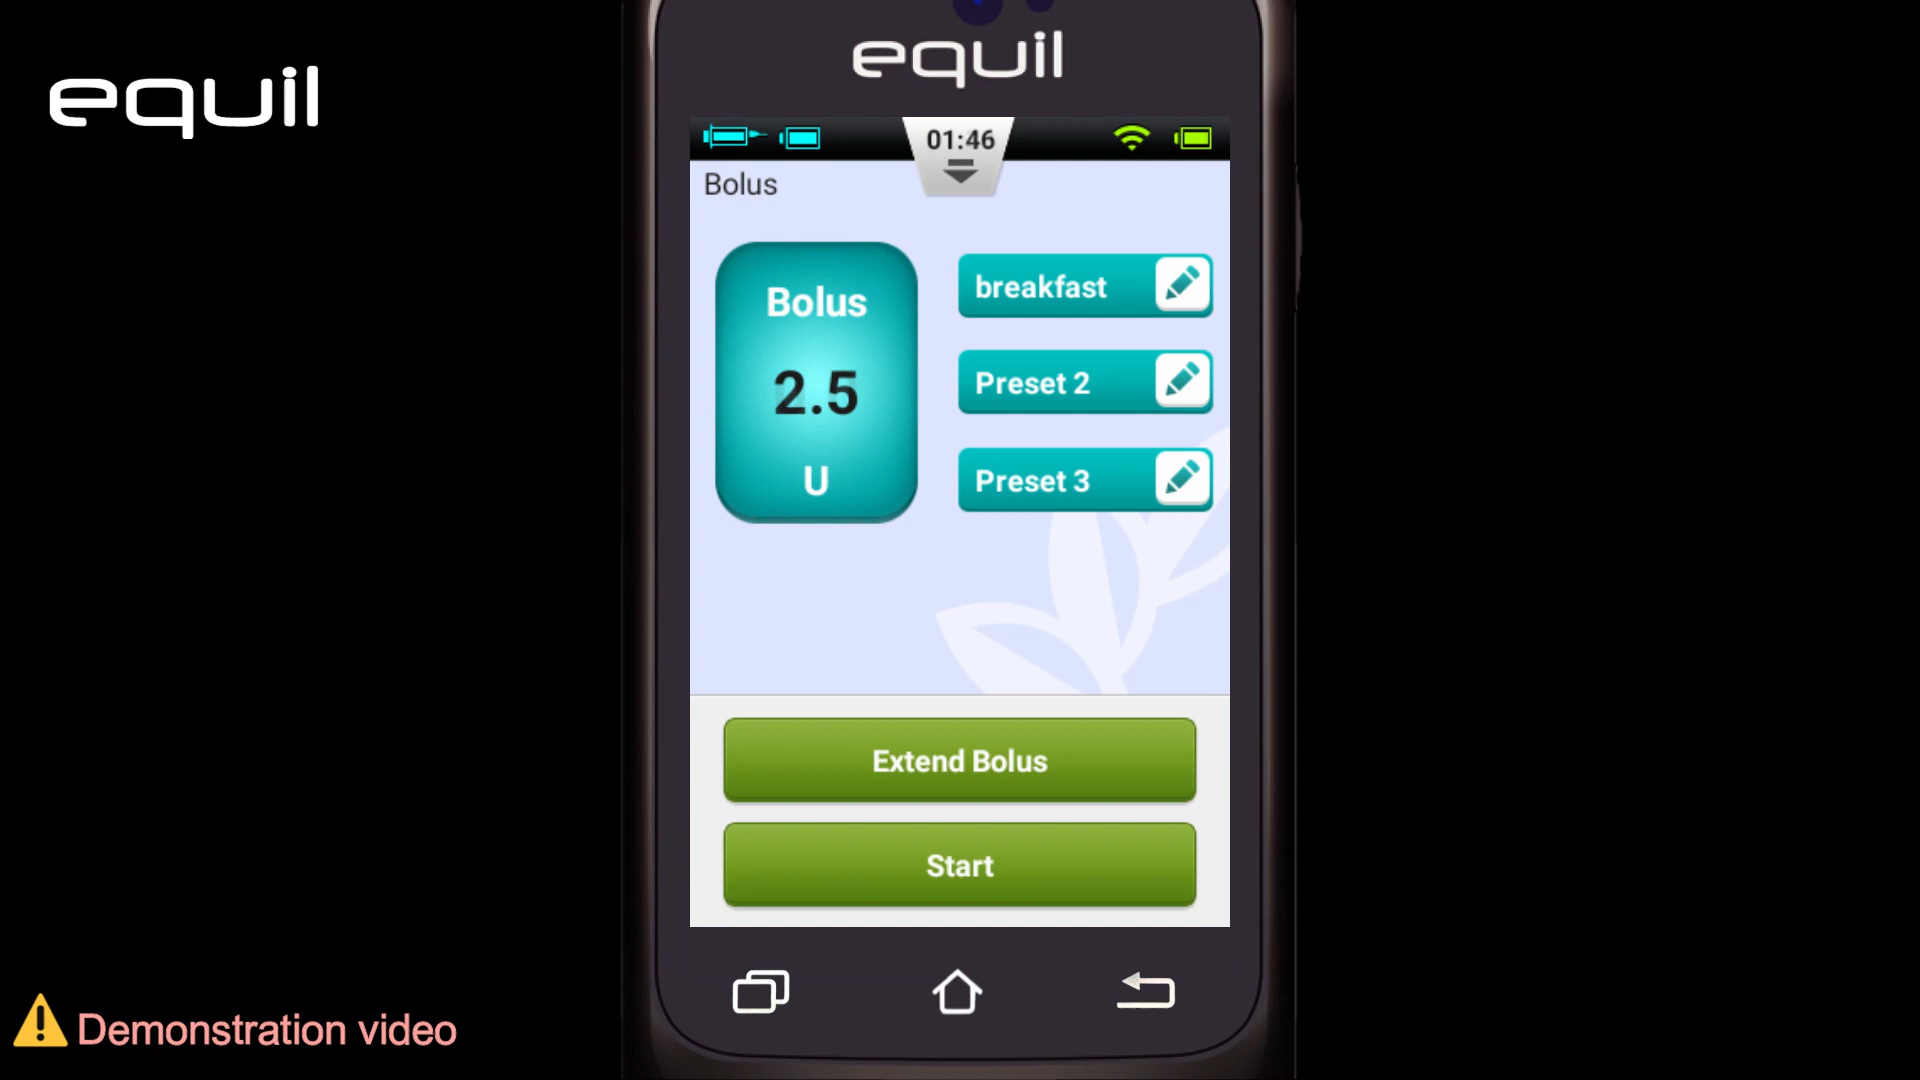 equil
equil
01:46
Bolus
Bolus
2.5
U
breakfast
Preset 2
Preset 3
Extend Bolus
Start
Demonstration video